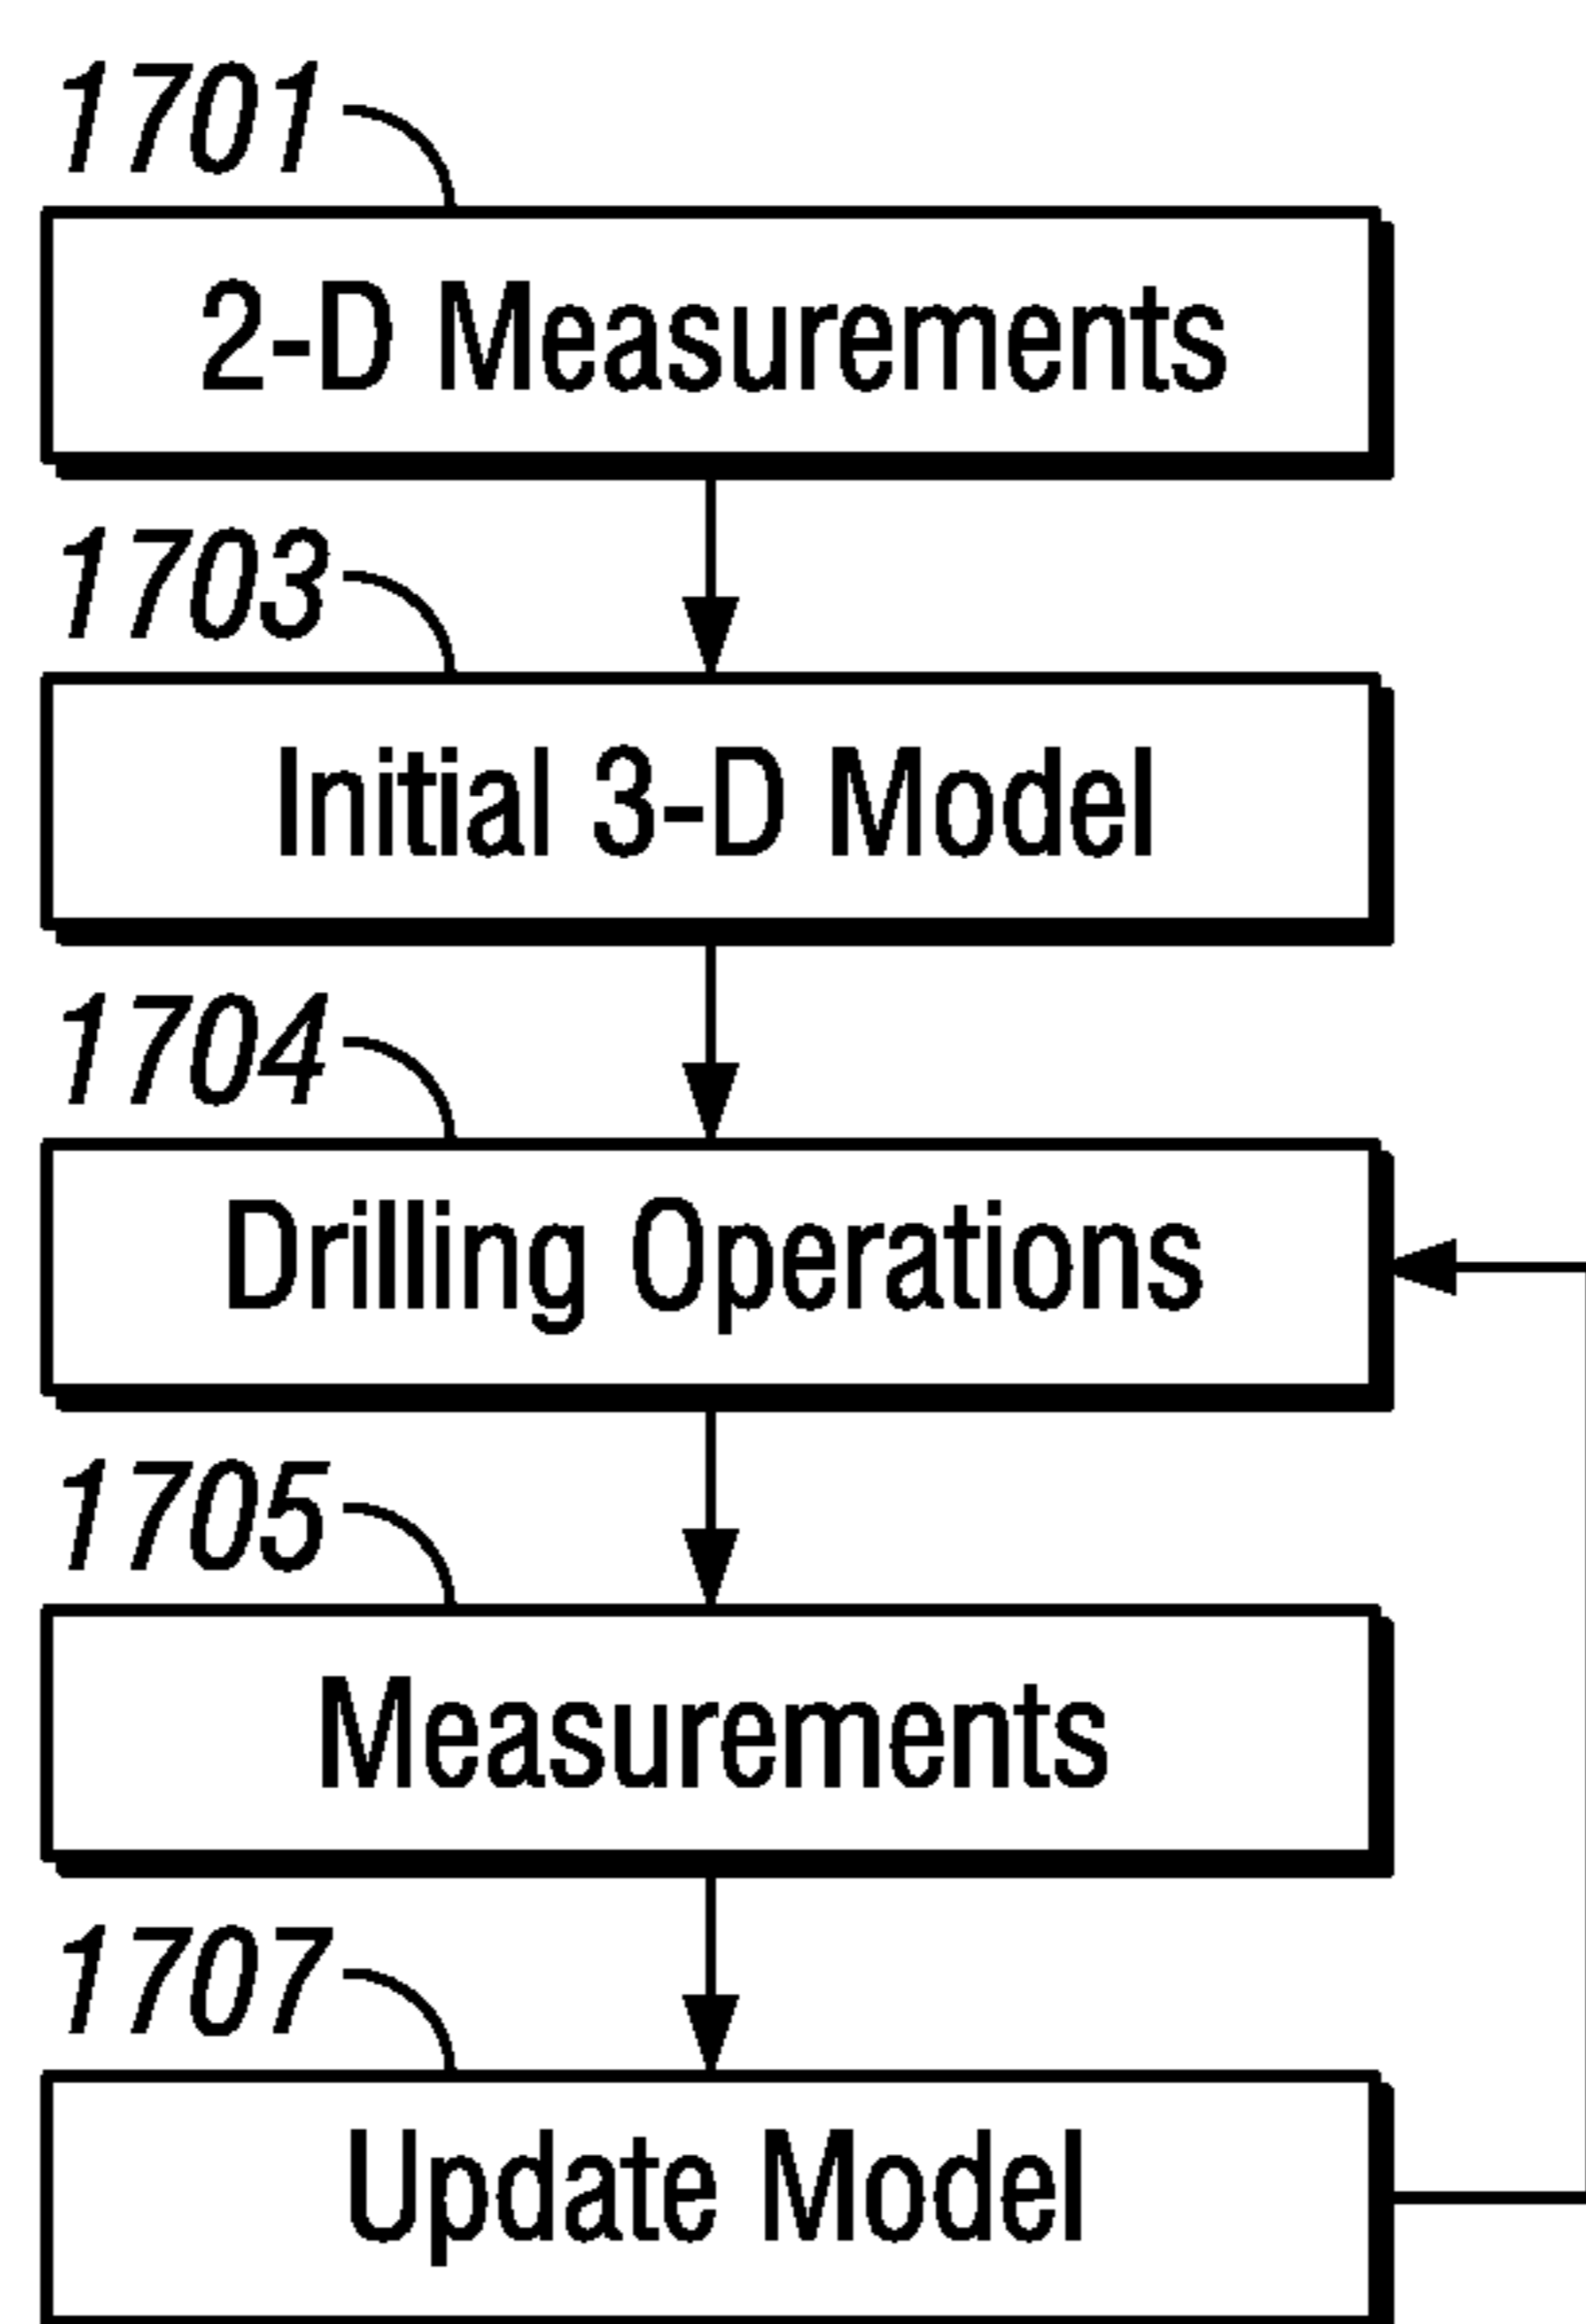 1701
2-D Measurements
1703
Initial 3-D Model
1704
Drilling Operations
1705
Measurements
1707
Update Model